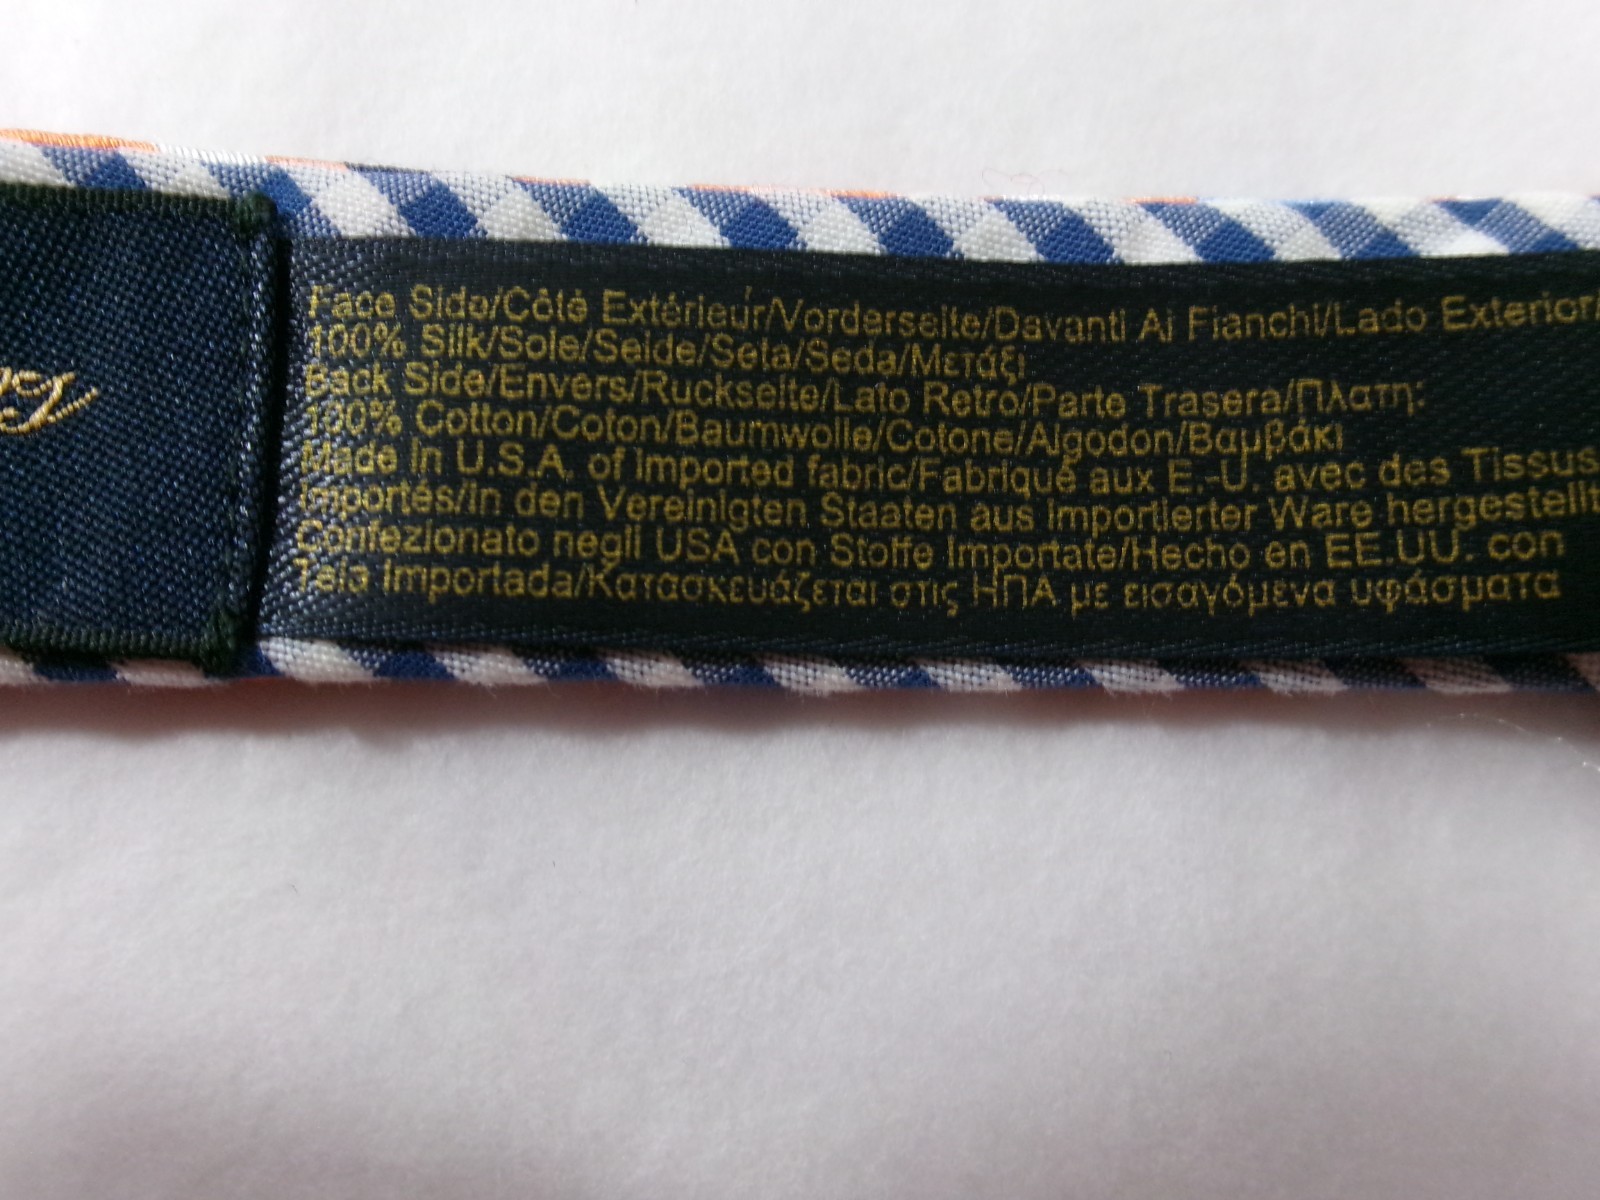 Face Side/Côté Extérieur/Vorderseite/Davanti Ai Fianchi/Lado Exterior/
100% Silk/Soie/Seide/Seta/Seda/Μετάξι
Back Side/Envers/Ruckseite/Lato Retro/Parte Trasera/Πλατη:
100% Cotton/Coton/Baumwolle/Cotone/Algodon/Βαμβάκι
Made in U.S.A. of imported fabric/Fabriqué aux E.-U. avec des Tissus
Importés/In den Vereinigten Staaten aus importierter Ware hergestellt
Confezionato negli USA con Stoffe Importate/Hecho en EE.UU. con
Tela Importada/Κατασκευάζεται στις ΗΠΑ με εισαγόμενα υφάσματα